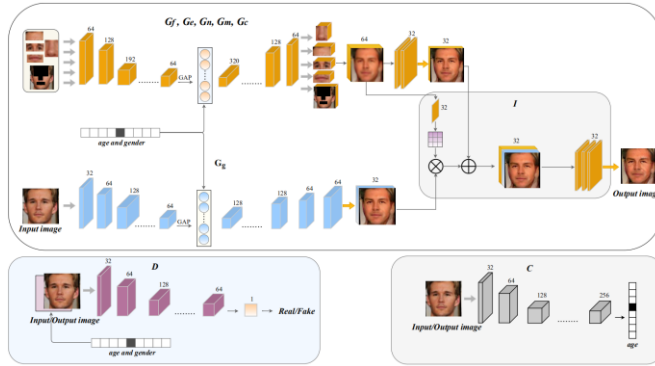 Gf , Ge , Gn , Gm , Gc
64
128
192
64
GAP
320
128
64
64
32
32
32
I
age and gender
Gg
32
32
32
Output image
Input image
32
64
128
64
GAP
128
128
64
64
32
D
32
64
128
64
1
Real/Fake
Input/Output image
age and gender
C
32
64
128
256
Input/Output image
age